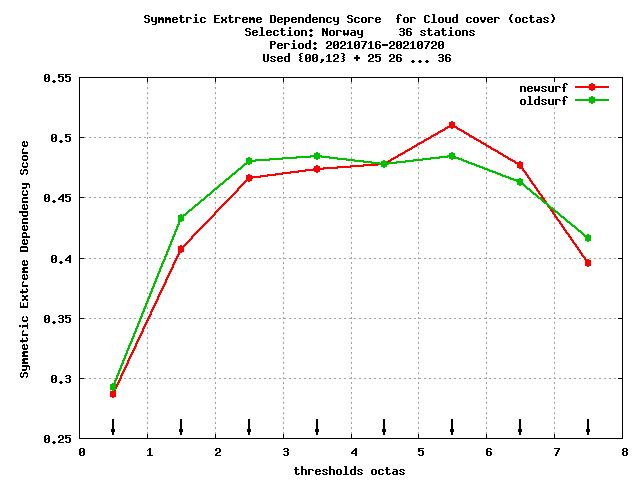 Symmetric Extreme Dependency Score  for Cloud cover (octas)
Selection: Norway     36 stations
Period: 20210716-20210720
Used {00,12} + 25 26 ... 36
newsurf
oldsurf
0.55
0.5
0.45
0.4
0.35
0.3
0.25
Symmetric Extreme Dependency Score
0 1 2 3 4 5 6 7 8
thresholds octas